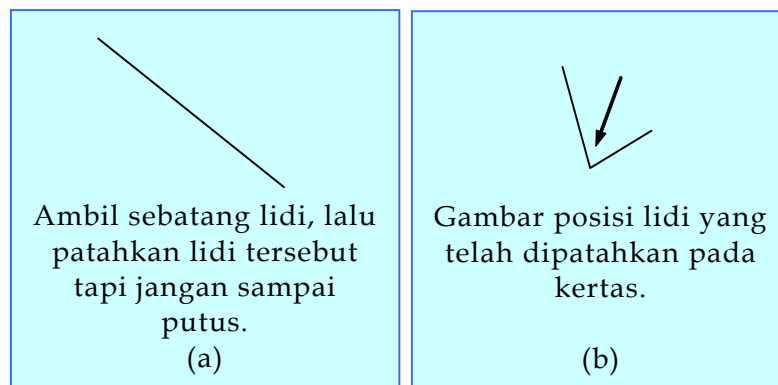 Ambil sebatang lidi, lalu
patahkan lidi tersebut
tapi jangan sampai
putus.
(a)
Gambar posisi lidi yang
telah dipatahkan pada
kertas.
(b)